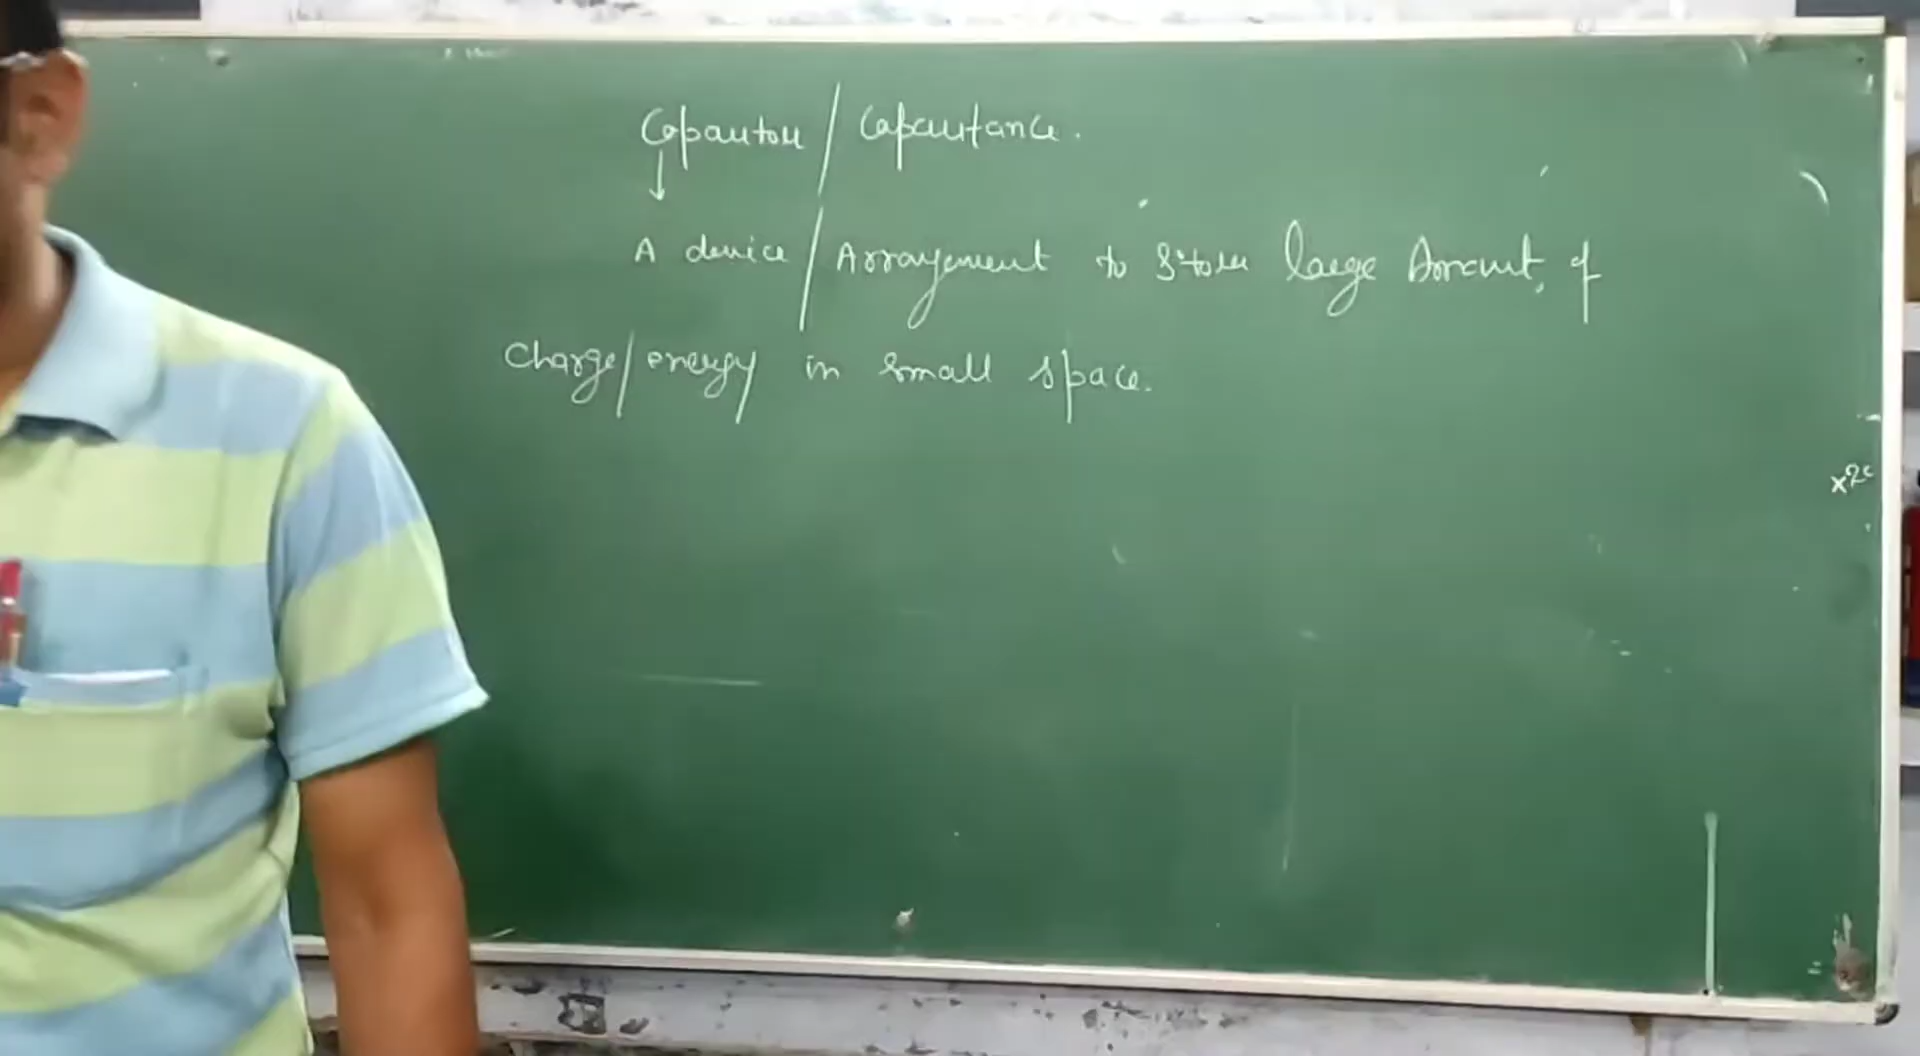 Capacitor / Capacitance.
A device / Arrangement to Store large Amount of
charge/energy in small space.